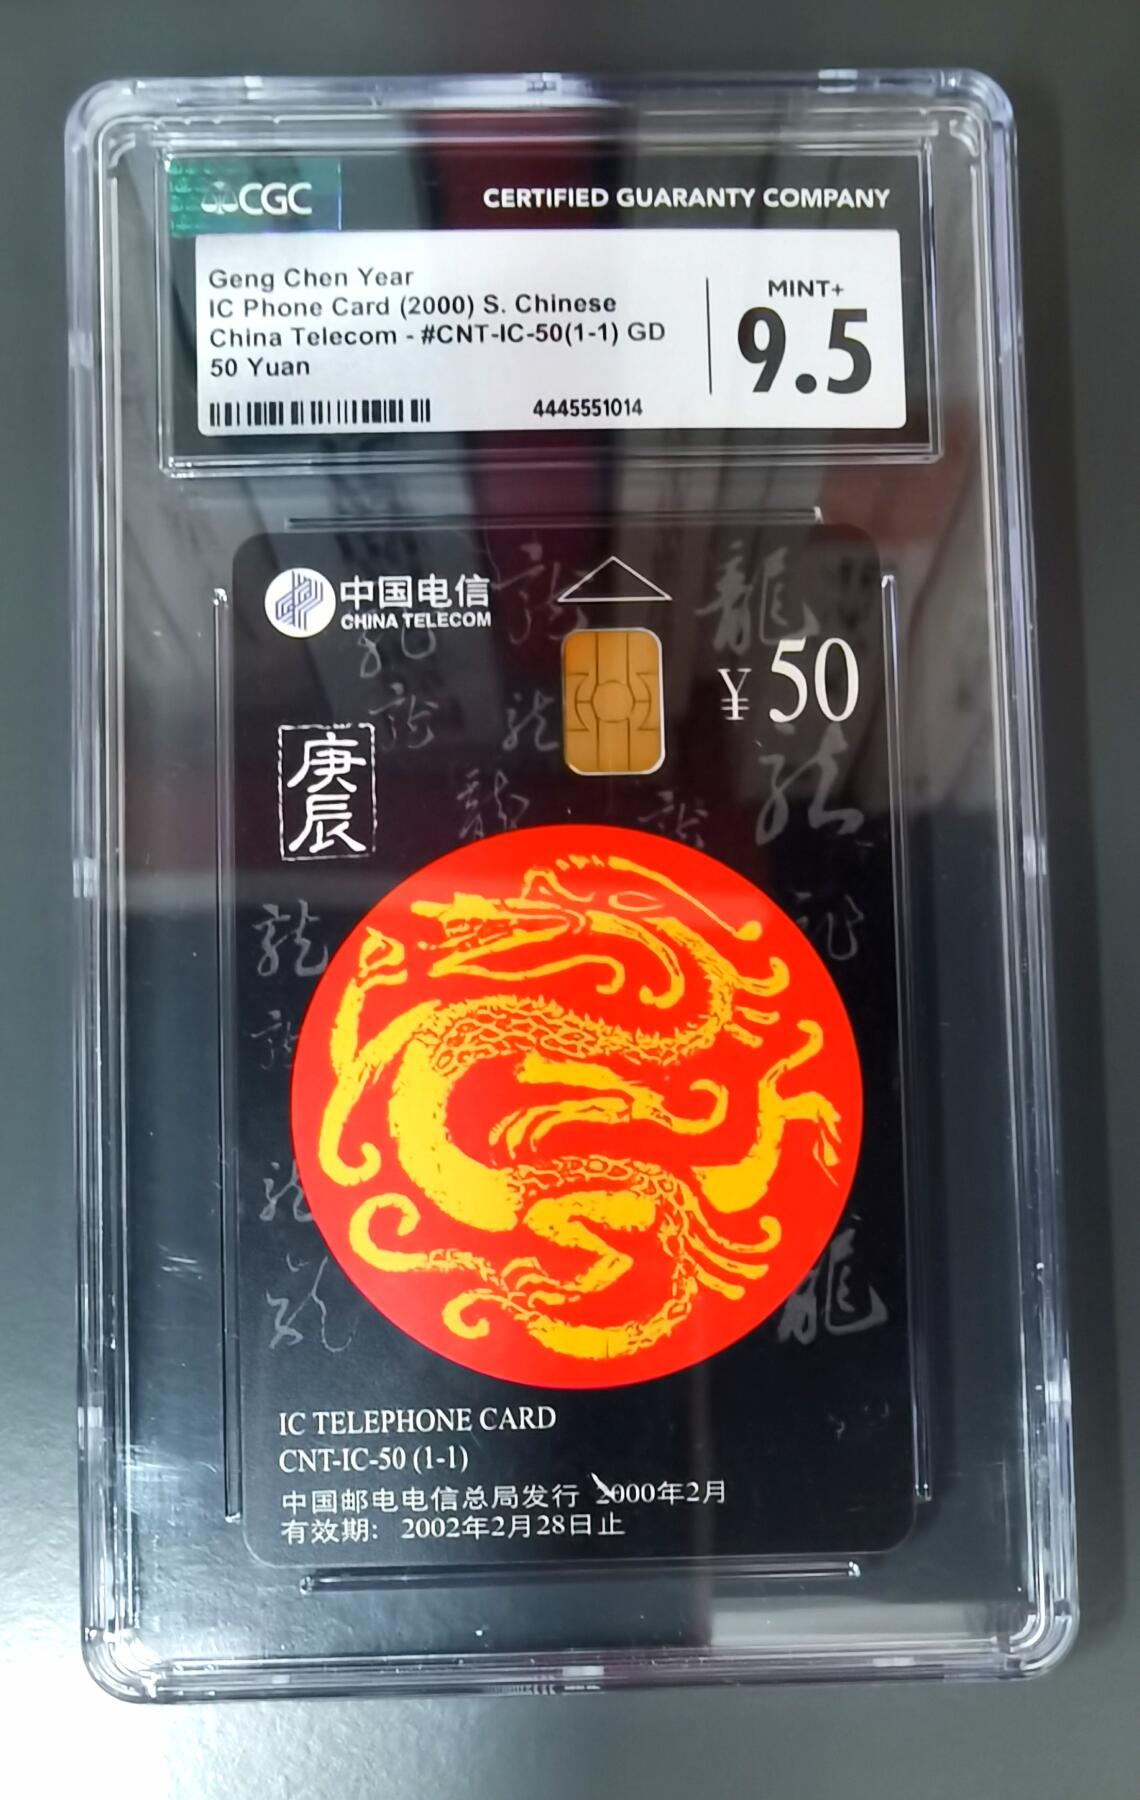 CGC
CERTIFIED GUARANTY COMPANY
Geng Chen Year
IC Phone Card (2000) S. Chinese
China Telecom - #CNT-IC-50(1-1) GD
50 Yuan
4445551014
MINT+
9.5
中国电信
CHINA TELECOM
龍
¥50
庚辰
IC TELEPHONE CARD
CNT-IC-50 (1-1)
中国邮电电信总局发行 2000年2月
有效期: 2002年2月28日止